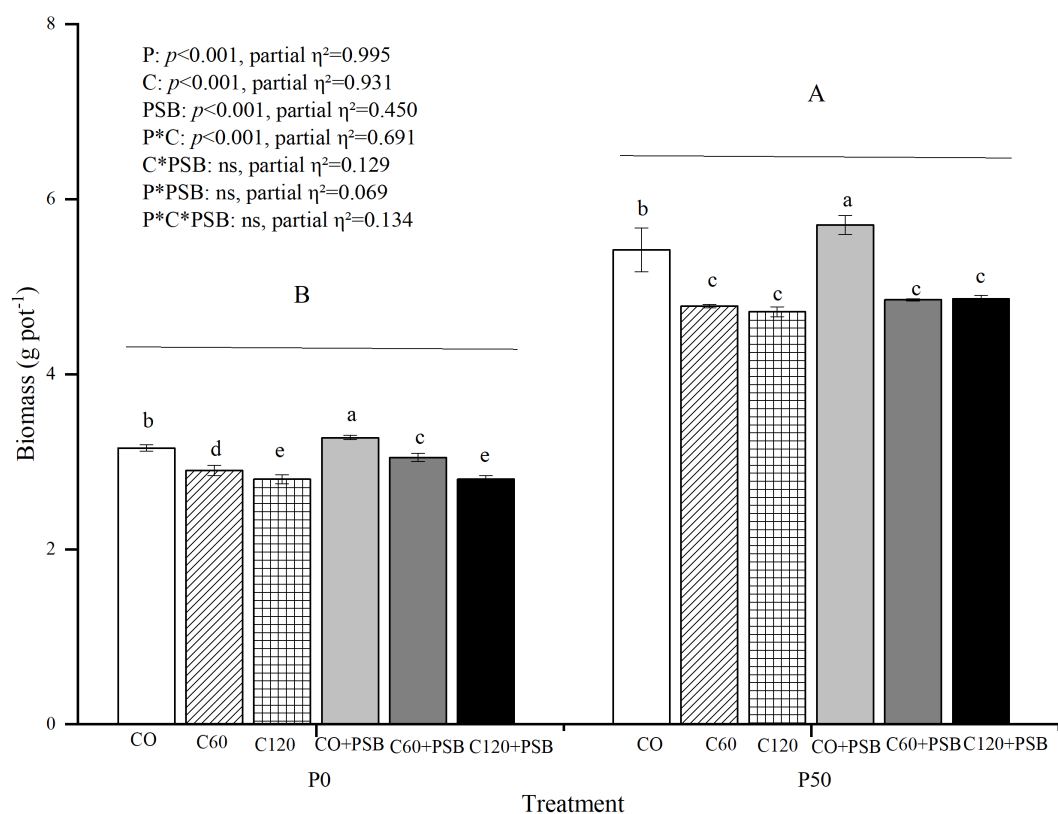 8
P: p<0.001, partial η²=0.995
C: p<0.001, partial η²=0.931
PSB: p<0.001, partial η²=0.450
P*C: p<0.001, partial η²=0.691
C*PSB: ns, partial η²=0.129
P*PSB: ns, partial η²=0.069
P*C*PSB: ns, partial η²=0.134
A
6
b
c
c
a
c
c
B
4
b
d
e
a
c
e
2
0
Biomass (g pot⁻¹)
CO C60 C120 CO+PSB C60+PSB C120+PSB
CO C60 C120 CO+PSB C60+PSB C120+PSB
P0 P50
Treatment